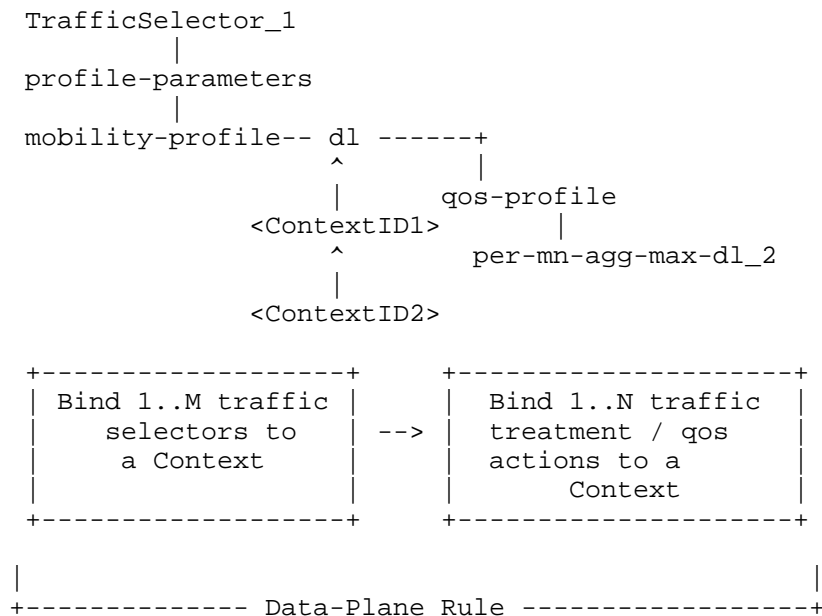 TrafficSelector_1
|
profile-parameters
|
mobility-profile-- dl ------+
^ |
| qos-profile
<ContextID1> |
^ per-mn-agg-max-dl_2
|
<ContextID2>
+-------------------+ +---------------------+
| Bind 1..M traffic | | Bind 1..N traffic |
| selectors to | --> | treatment / qos |
| a Context | | actions to a |
| | | Context |
+-------------------+ +---------------------+
| |
+-------------- Data-Plane Rule ------------------+